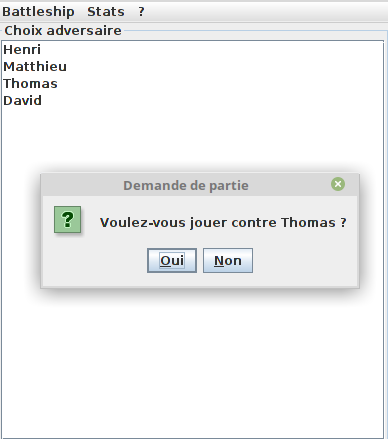 Battleship Stats ?
Choix adversaire
Henri
Matthieu
Thomas
David
Demande de partie
?
Voulez-vous jouer contre Thomas ?
Oui Non